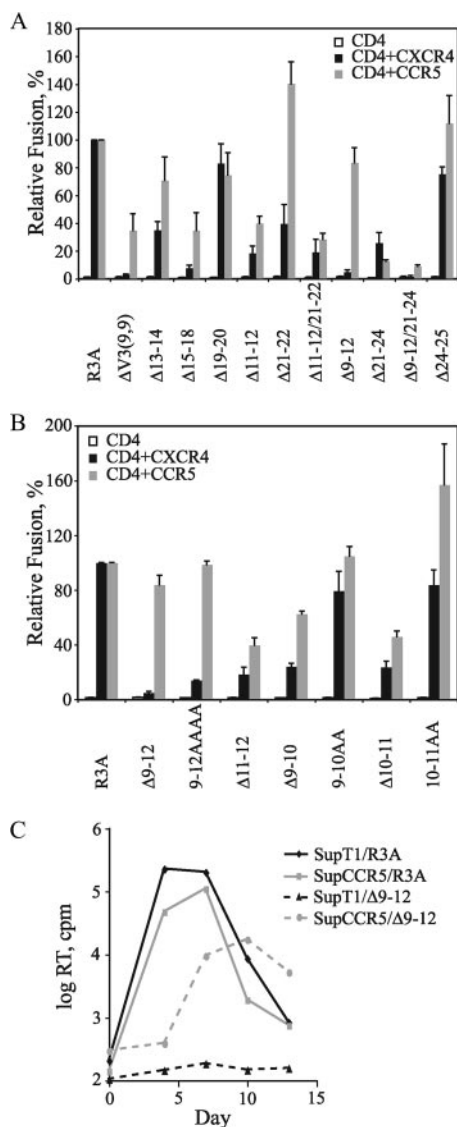 A
Relative Fusion, %
180
160
140
120
100
80
60
40
20
0
CD4
CD4+CXCR4
CD4+CCR5
R3A
ΔV3(9,9)
Δ13-14
Δ15-18
Δ19-20
Δ11-12
Δ21-22
Δ11-12/21-22
Δ9-12
Δ21-24
Δ9-12/21-24
Δ24-25
B
Relative Fusion, %
200
160
120
80
40
0
CD4
CD4+CXCR4
CD4+CCR5
R3A
Δ9-12
9-12AAAA
Δ11-12
Δ9-10
9-10AA
Δ10-11
10-11AA
C
log RT, cpm
6
5
4
3
2
0
5
10
15
Day
SupT1/R3A
SupCCR5/R3A
SupT1/Δ9-12
SupCCR5/Δ9-12